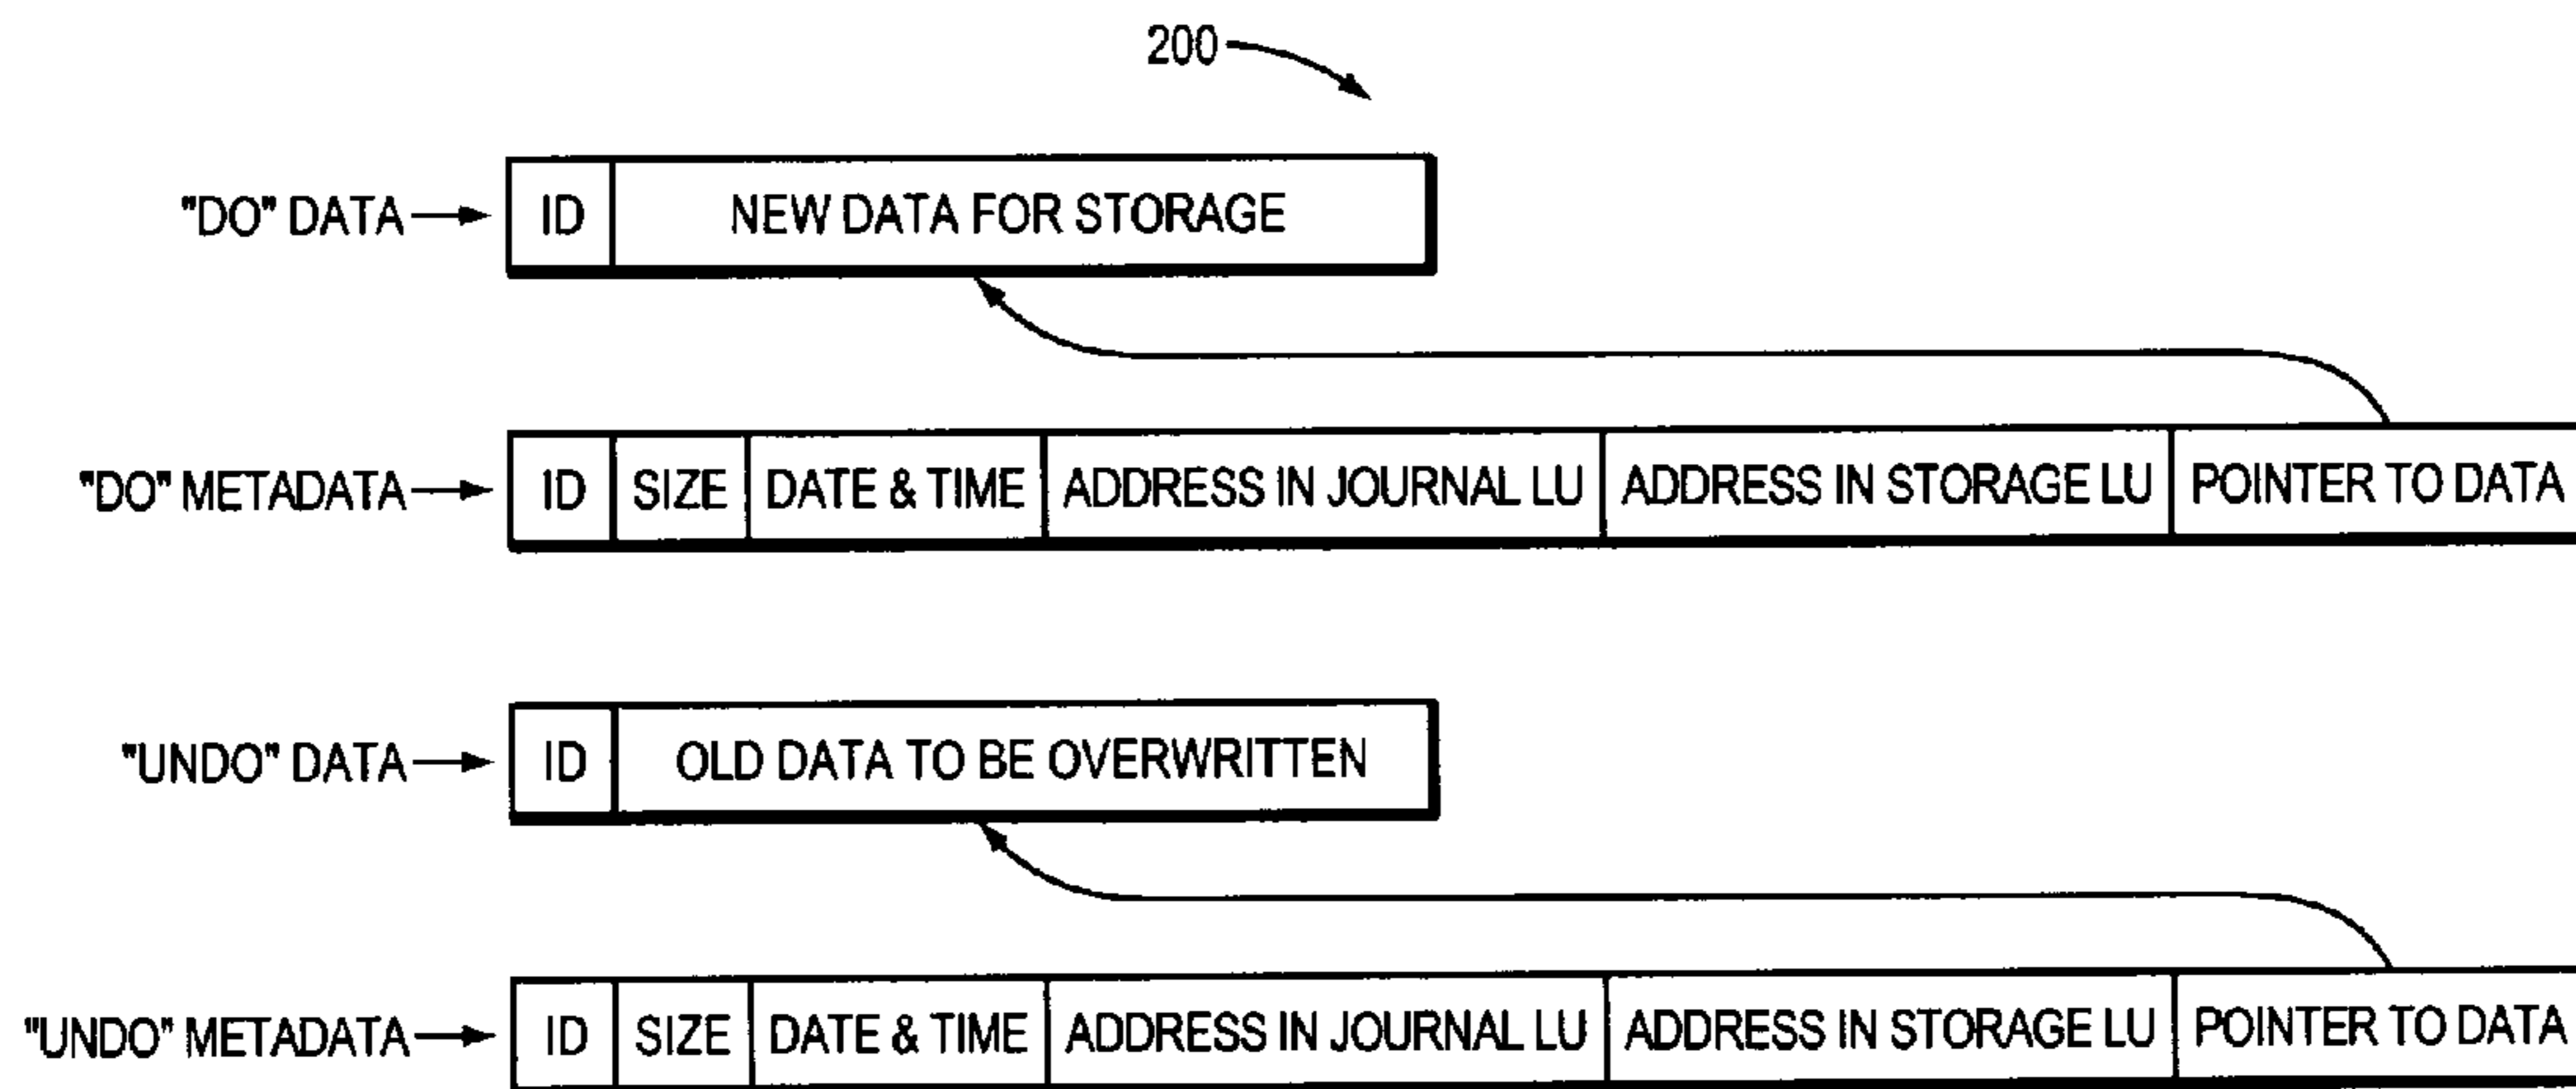 200
"DO" DATA ID NEW DATA FOR STORAGE
"DO" METADATA ID SIZE DATE & TIME ADDRESS IN JOURNAL LU ADDRESS IN STORAGE LU POINTER TO DATA
"UNDO" DATA ID OLD DATA TO BE OVERWRITTEN
"UNDO" METADATA ID SIZE DATE & TIME ADDRESS IN JOURNAL LU ADDRESS IN STORAGE LU POINTER TO DATA